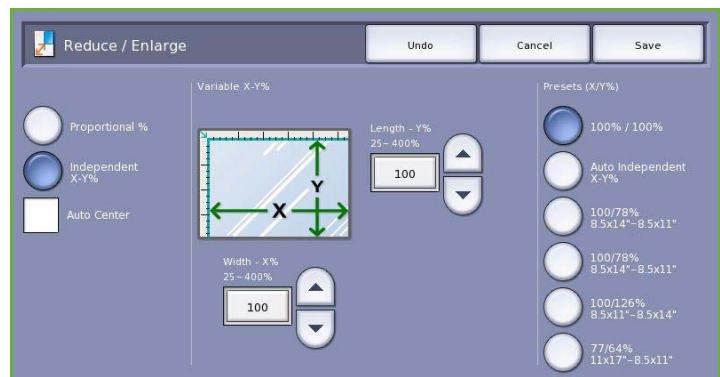 Reduce / Enlarge
Undo
Cancel
Save
Proportional %
Independent
X-Y%
Auto Center
Variable X-Y%
Y
X
Length - Y%
25~400%
100
Width - X%
25~400%
100
Presets (X/Y%)
100% / 100%
Auto Independent
X-Y%
100/78%
8.5x14"-8.5x11"
100/78%
8.5x14"-8.5x11"
100/126%
8.5x11"-8.5x14"
77/64%
11x17"-8.5x11"